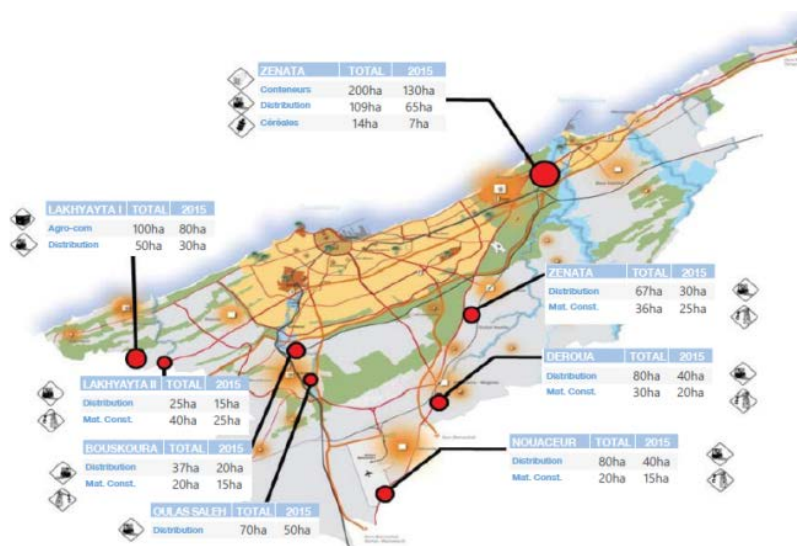 ZENATA TOTAL 2015
Conteneurs 200ha 130ha
Distribution 109ha 65ha
Céréales 14ha 7ha
LAKHYAYTA I TOTAL 2015
Agro-com 100ha 80ha
Distribution 50ha 30ha
ZENATA TOTAL 2015
Distribution 67ha 30ha
Mat. Const. 36ha 25ha
LAKHYAYTA II TOTAL 2015
Distribution 25ha 15ha
Mat. Const. 40ha 25ha
DEROUA TOTAL 2015
Distribution 80ha 40ha
Mat. Const. 30ha 20ha
BOUSKOURA TOTAL 2015
Distribution 37ha 20ha
Mat. Const. 20ha 15ha
NOUACEUR TOTAL 2015
Distribution 80ha 40ha
Mat. Const. 20ha 15ha
OULAS SALEH TOTAL 2015
Distribution 70ha 50ha